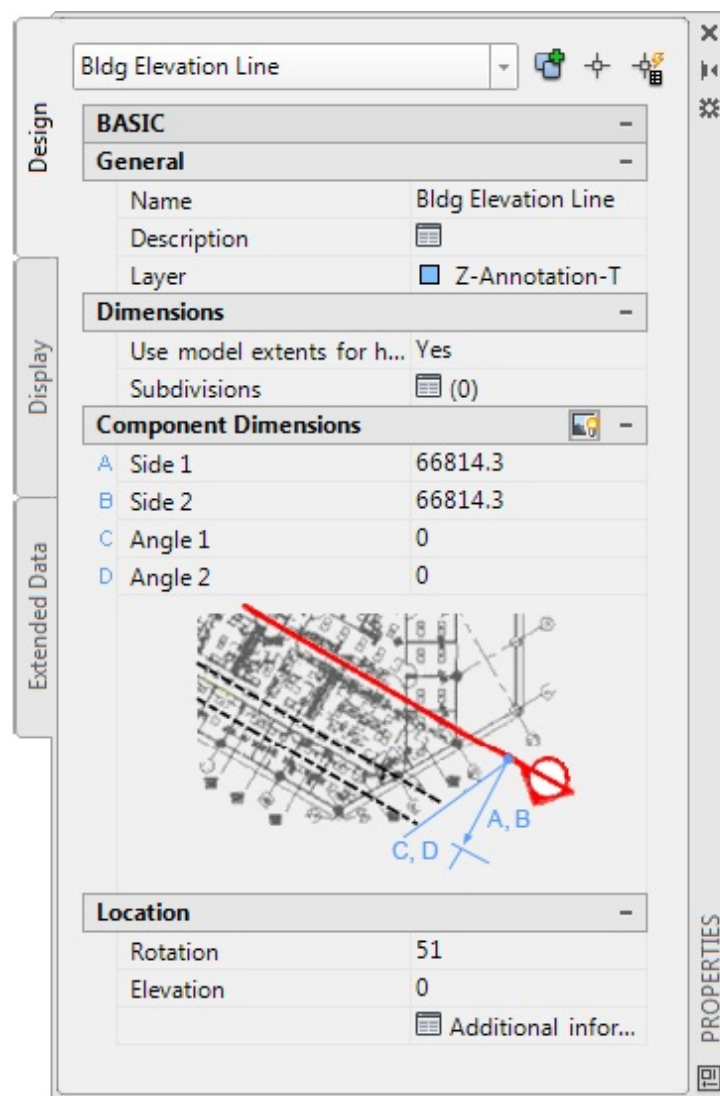 Bldg Elevation Line
Design
Display
Extended Data
BASIC
General
Name Bldg Elevation Line
Description
Layer Z-Annotation-T
Dimensions
Use model extents for h... Yes
Subdivisions (0)
Component Dimensions
A Side 1 66814.3
B Side 2 66814.3
C Angle 1 0
D Angle 2 0
A, B
C, D
Location
Rotation 51
Elevation 0
Additional infor...
PROPERTIES